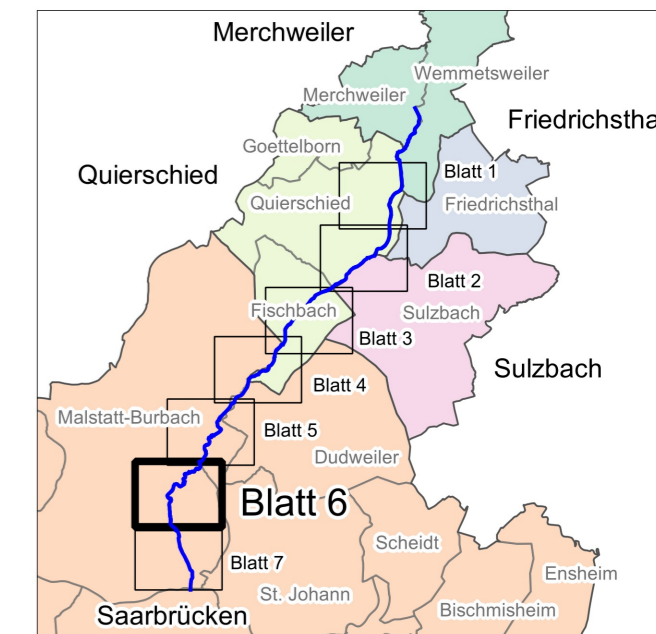 Merchweiler
Wemmetsweiler
Merchweiler
Friedrichstha
Goettelborn
Blatt 1
Quierschied
Quierschied
Friedrichsthal
Blatt 2
Fischbach
Sulzbach
Blatt 3
Sulzbach
Blatt 4
Malstatt-Burbach
Blatt 5
Dudweiler
Blatt 6
Scheidt
Blatt 7
Ensheim
St. Johann
Bischmisheim
Saarbrücken